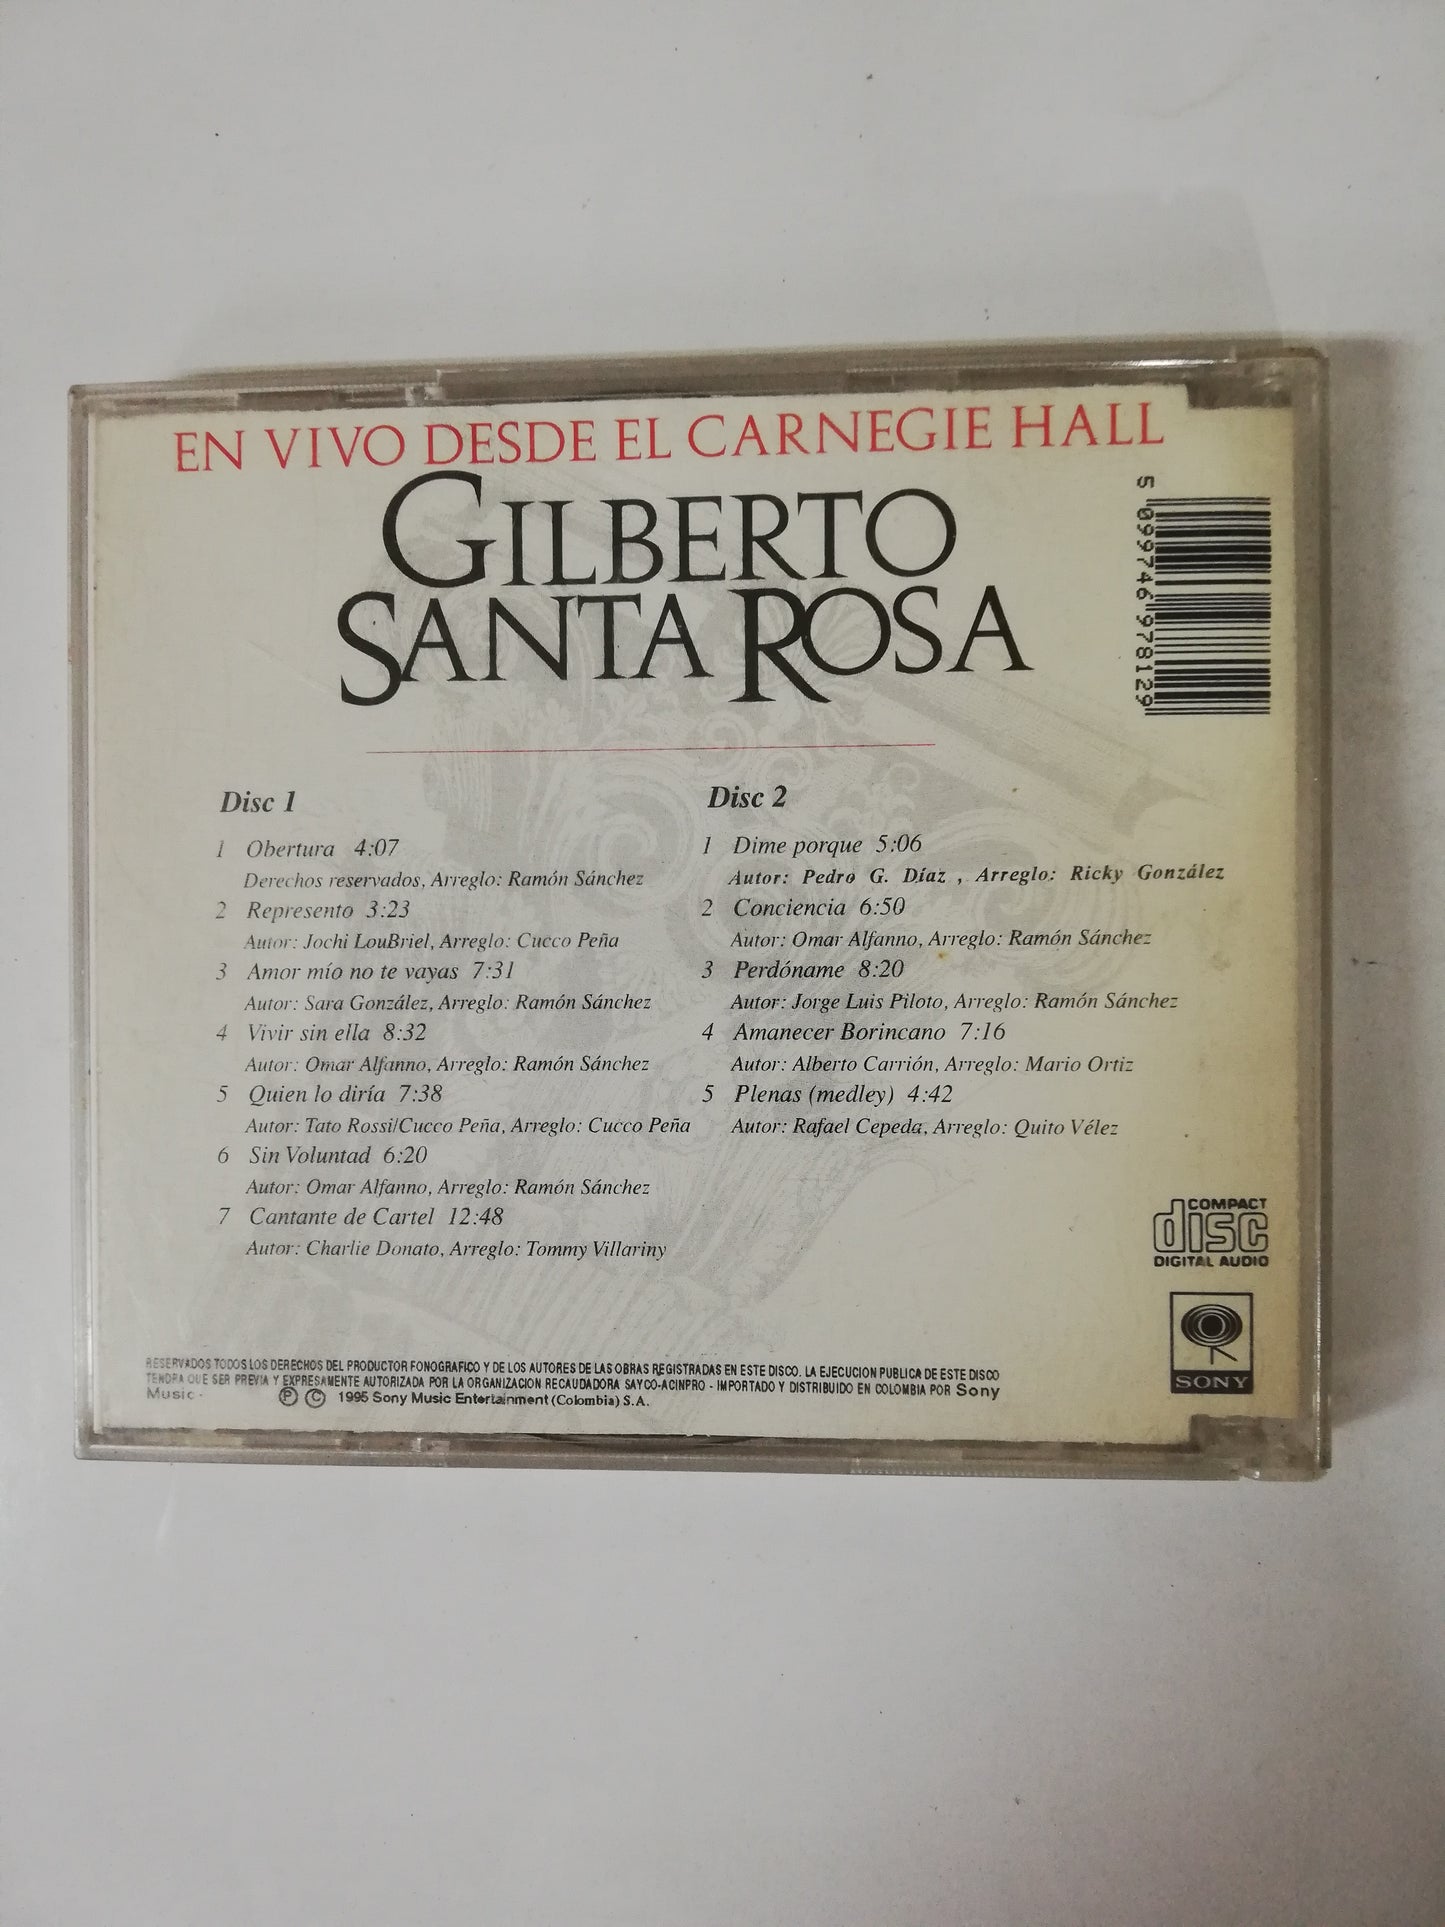 EN VIVO DESDE EL CARNEGIE HALL
GILBERTO
SANTA ROSA
5 099746 978129
Disc 1
1 Obertura 4:07
Derechos reservados, Arreglo: Ramón Sánchez
2 Represento 3:23
Autor: Jochi LouBriel, Arreglo: Cucco Peña
3 Amor mío no te vayas 7:31
Autor: Sara González, Arreglo: Ramón Sánchez
4 Vivir sin ella 8:32
Autor: Omar Alfanno, Arreglo: Ramón Sánchez
5 Quien lo diría 7:38
Autor: Tato Rossi/Cucco Peña, Arreglo: Cucco Peña
6 Sin Voluntad 6:20
Autor: Omar Alfanno, Arreglo: Ramón Sánchez
7 Cantante de Cartel 12:48
Autor: Charlie Donato, Arreglo: Tommy Villariny
Disc 2
1 Dime porque 5:06
Autor: Pedro G. Díaz , Arreglo: Ricky González
2 Conciencia 6:50
Autor: Omar Alfanno, Arreglo: Ramón Sánchez
3 Perdóname 8:20
Autor: Jorge Luis Piloto, Arreglo: Ramón Sánchez
4 Amanecer Borincano 7:16
Autor: Alberto Carrión, Arreglo: Mario Ortiz
5 Plenas (medley) 4:42
Autor: Rafael Cepeda, Arreglo: Quito Vélez
COMPACT
disc
DIGITAL AUDIO
SONY
RESERVADOS TODOS LOS DERECHOS DEL PRODUCTOR FONOGRAFICO Y DE LOS AUTORES DE LAS OBRAS REGISTRADAS EN ESTE DISCO. LA EJECUCION PUBLICA DE ESTE DISCO
TENDRA QUE SER PREVIA Y EXPRESAMENTE AUTORIZADA POR LA ORGANIZACION RECAUDADORA SAYCO-ACINPRO - IMPORTADO Y DISTRIBUIDO EN COLOMBIA POR Sony
Music -
Ⓟ © 1995 Sony Music Entertainment (Colombia) S.A.